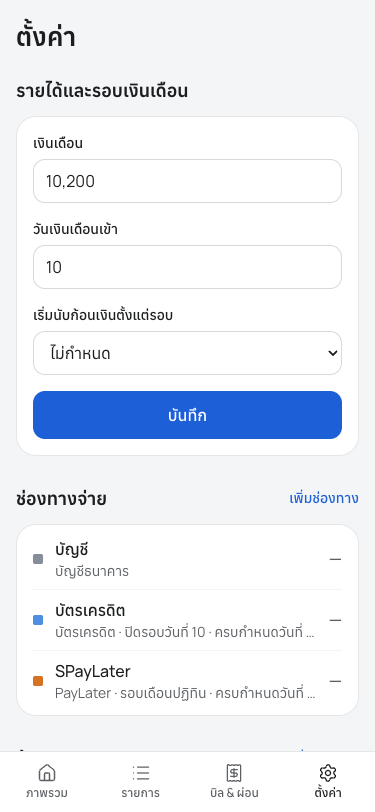 ตั้งค่า
รายได้และรอบเงินเดือน
เงินเดือน
10,200
วันเงินเดือนเข้า
10
เริ่มนับก้อนเงินตั้งแต่รอบ
ไม่กำหนด
บันทึก
ช่องทางจ่าย
เพิ่มช่องทาง
บัญชี
บัญชีธนาคาร
—
บัตรเครดิต
บัตรเครดิต · ปิดรอบวันที่ 10 · ครบกำหนดวันที่ ...
—
SPayLater
PayLater · รอบเดือนปฏิทิน · ครบกำหนดวันที่ ...
—
ภาพรวม
รายการ
บิล & ผ่อน
ตั้งค่า